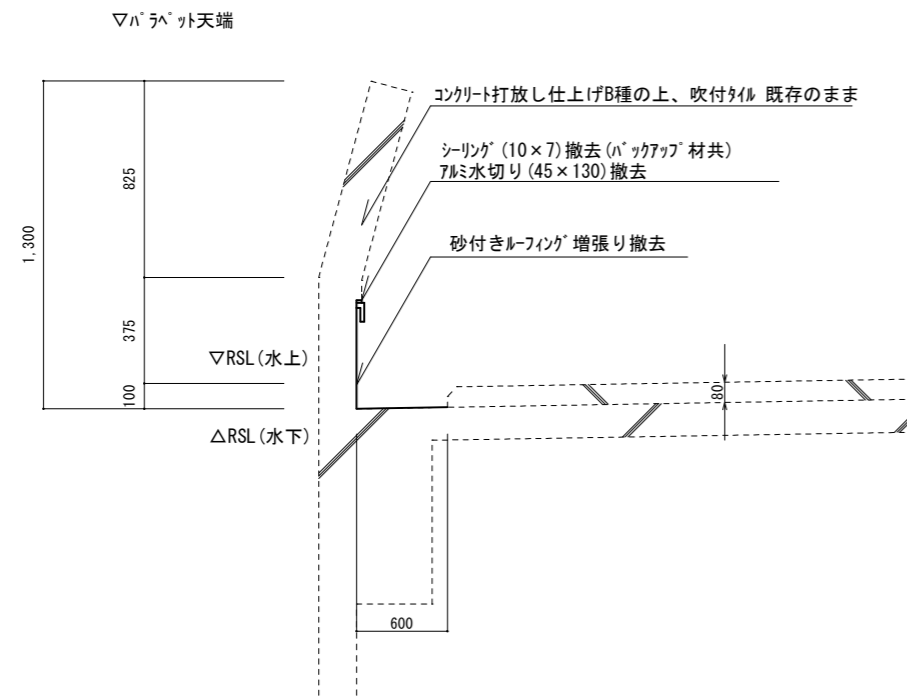 ▽ﾊﾟﾗﾍﾟｯﾄ天端
ｺﾝｸﾘｰﾄ打放し仕上げB種の上、吹付ﾀｲﾙ 既存のまま
ｼｰﾘﾝｸﾞ(10×7)撤去(ﾊﾞｯｸｱｯﾌﾟ材共)
ｱﾙﾐ水切り(45×130)撤去
砂付きﾙｰﾌｨﾝｸﾞ増張り撤去
825
1,300
375
▽RSL(水上)
100
△RSL(水下)
80
600